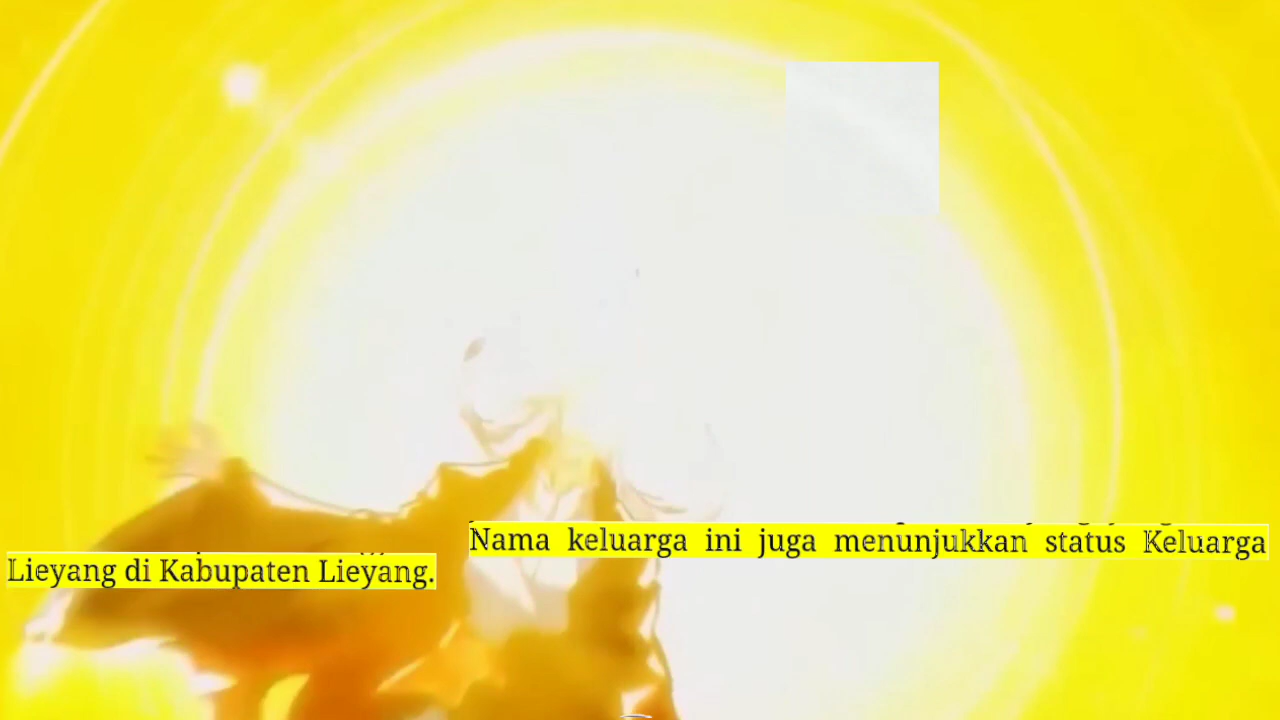 Nama keluarga ini juga menunjukkan status Keluarga
Lieyang di Kabupaten Lieyang.